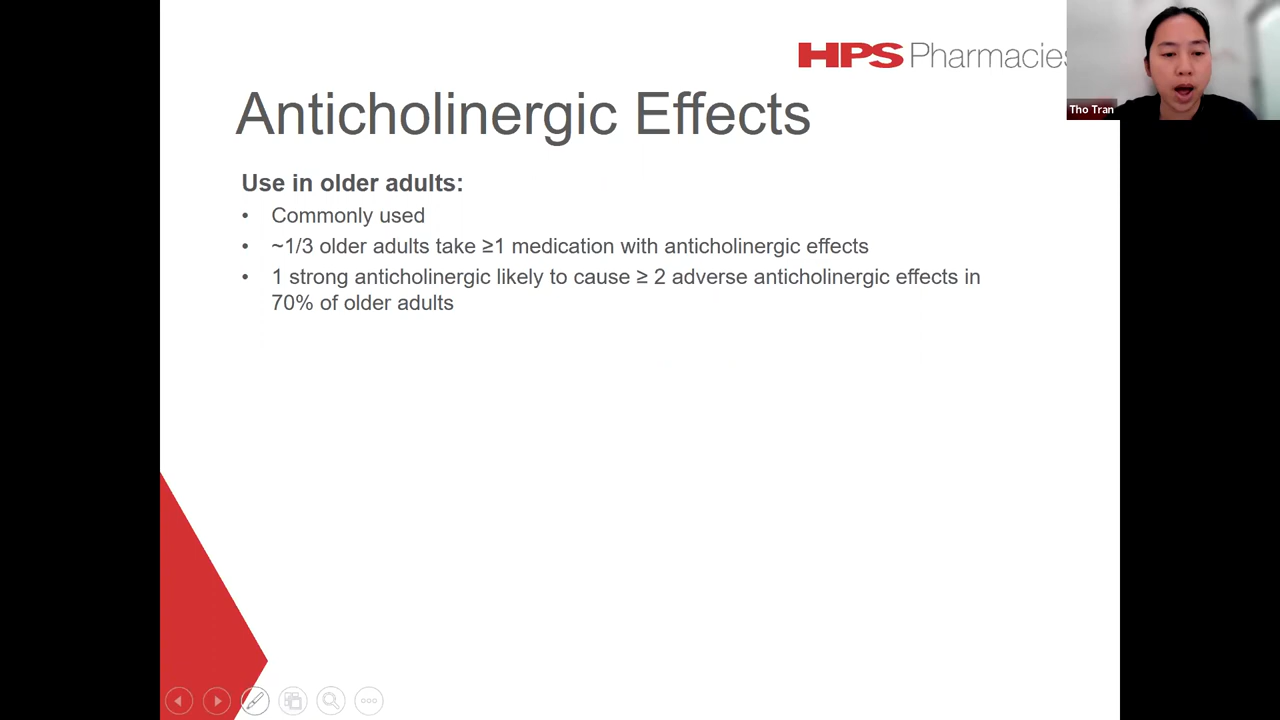 HPS Pharmacies
Tho Tran
Anticholinergic Effects
Use in older adults:
• Commonly used
• ~1/3 older adults take ≥1 medication with anticholinergic effects
• 1 strong anticholinergic likely to cause ≥ 2 adverse anticholinergic effects in
70% of older adults